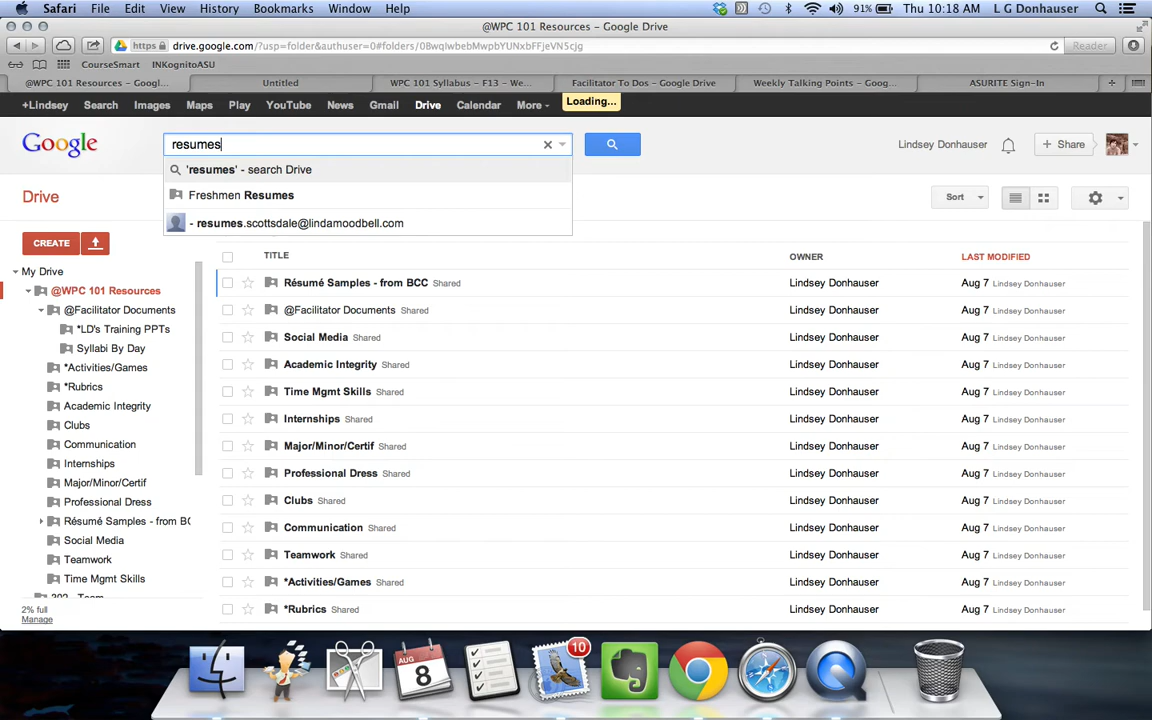 Safari File Edit View History Bookmarks Window Help 91% Thu 10:18 AM L G Donhauser
@WPC 101 Resources – Google Drive
https drive.google.com/?usp=folder&authuser=0#folders/0BwqIwebMwpbYUNxbFFjeVN5cjg Reader
CourseSmart INKognitoASU
@WPC 101 Resources – Googl... Untitled WPC 101 Syllabus – F13 – We... Facilitator To Dos – Google Drive Weekly Talking Points – Goog... ASURITE Sign-In
+Lindsey Search Images Maps Play YouTube News Gmail Drive Calendar More Loading...
Google resumes Lindsey Donhauser Share
'resumes' - search Drive
Freshmen Resumes
- resumes.scottsdale@lindamoodbell.com
Drive Sort
CREATE
TITLE OWNER LAST MODIFIED
My Drive
@WPC 101 Resources
@Facilitator Documents
*LD's Training PPTs
Syllabi By Day
*Activities/Games
*Rubrics
Academic Integrity
Clubs
Communication
Internships
Major/Minor/Certif
Professional Dress
Résumé Samples - from BC
Social Media
Teamwork
Time Mgmt Skills
302 - Team
2% full
Manage
Résumé Samples - from BCC Shared Lindsey Donhauser Aug 7 Lindsey Donhauser
@Facilitator Documents Shared Lindsey Donhauser Aug 7 Lindsey Donhauser
Social Media Shared Lindsey Donhauser Aug 7 Lindsey Donhauser
Academic Integrity Shared Lindsey Donhauser Aug 7 Lindsey Donhauser
Time Mgmt Skills Shared Lindsey Donhauser Aug 7 Lindsey Donhauser
Internships Shared Lindsey Donhauser Aug 7 Lindsey Donhauser
Major/Minor/Certif Shared Lindsey Donhauser Aug 7 Lindsey Donhauser
Professional Dress Shared Lindsey Donhauser Aug 7 Lindsey Donhauser
Clubs Shared Lindsey Donhauser Aug 7 Lindsey Donhauser
Communication Shared Lindsey Donhauser Aug 7 Lindsey Donhauser
Teamwork Shared Lindsey Donhauser Aug 7 Lindsey Donhauser
*Activities/Games Shared Lindsey Donhauser Aug 7 Lindsey Donhauser
*Rubrics Shared Lindsey Donhauser Aug 7 Lindsey Donhauser
AUG
8
10